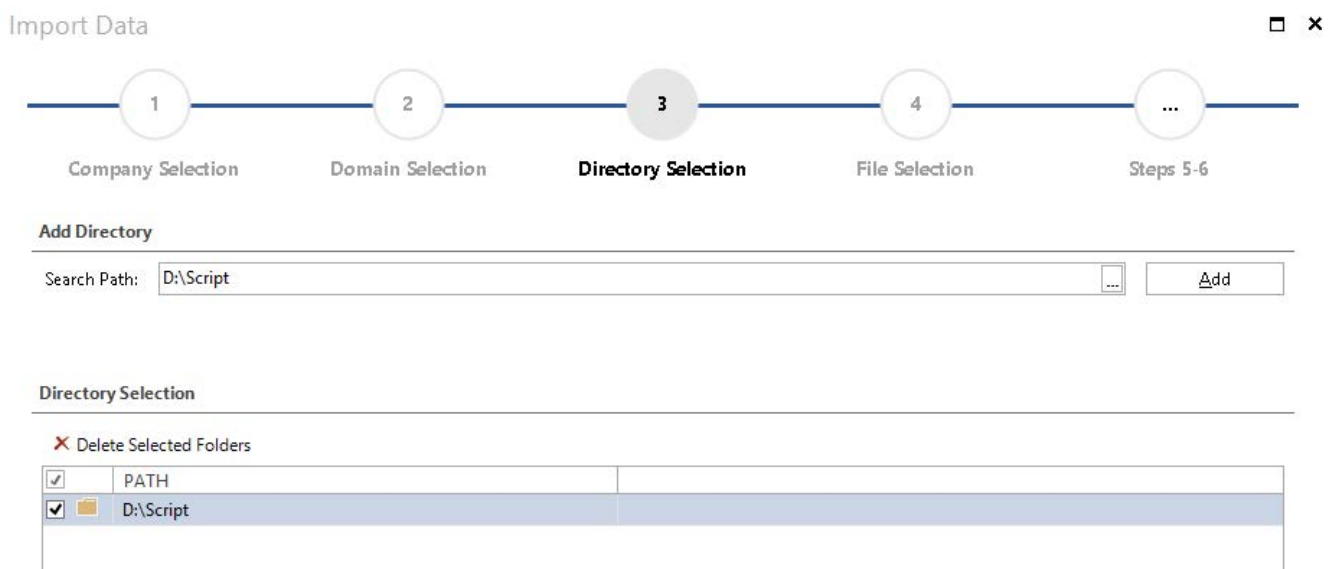 Import Data
1
2
3
4
...
Company Selection
Domain Selection
Directory Selection
File Selection
Steps 5-6
Add Directory
Search Path: D:\Script ... Add
Directory Selection
Delete Selected Folders
PATH
D:\Script